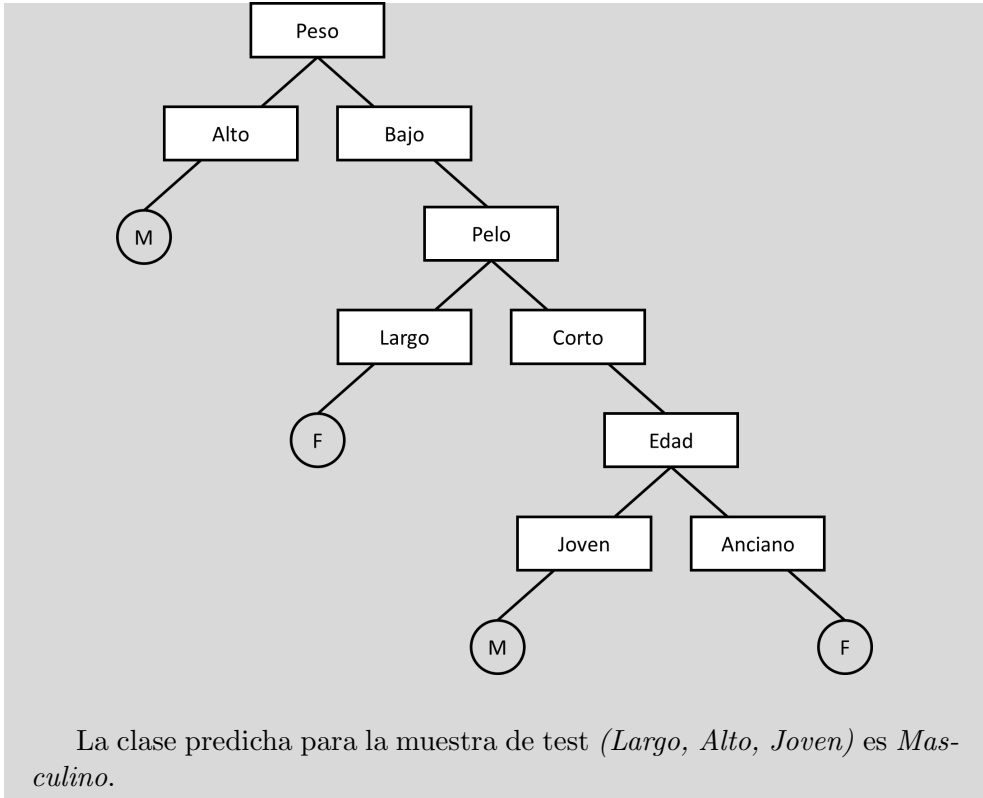 Peso
Alto Bajo
M
Pelo
Largo Corto
F
Edad
Joven Anciano
M F
La clase predicha para la muestra de test (Largo, Alto, Joven) es Mas-
culino.